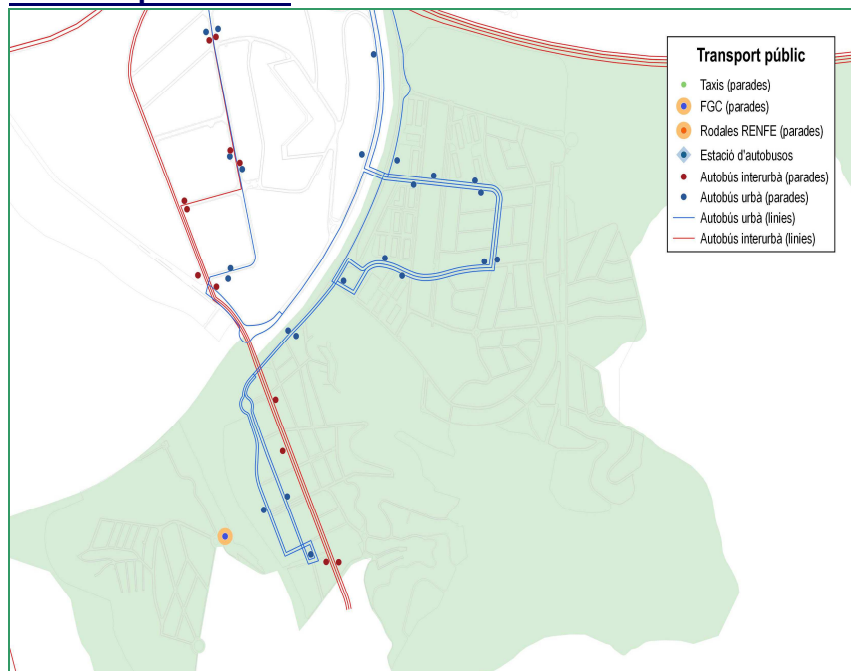 Transport públic
Taxis (parades)
FGC (parades)
Rodales RENFE (parades)
Estació d'autobusos
Autobús interurbà (parades)
Autobús urbà (parades)
Autobús urbà (línies)
Autobús interurbà (línies)